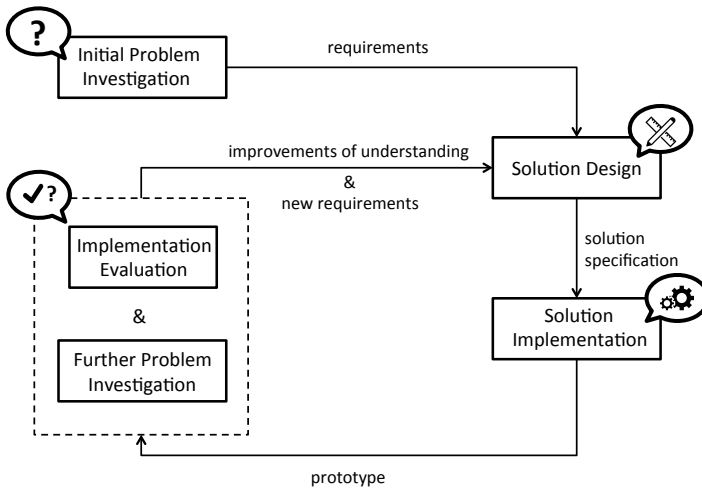 ?
Initial Problem
Investigation
requirements
Solution Design
improvements of understanding
&
new requirements
?
Implementation
Evaluation
&
Further Problem
Investigation
solution
specification
Solution
Implementation
prototype